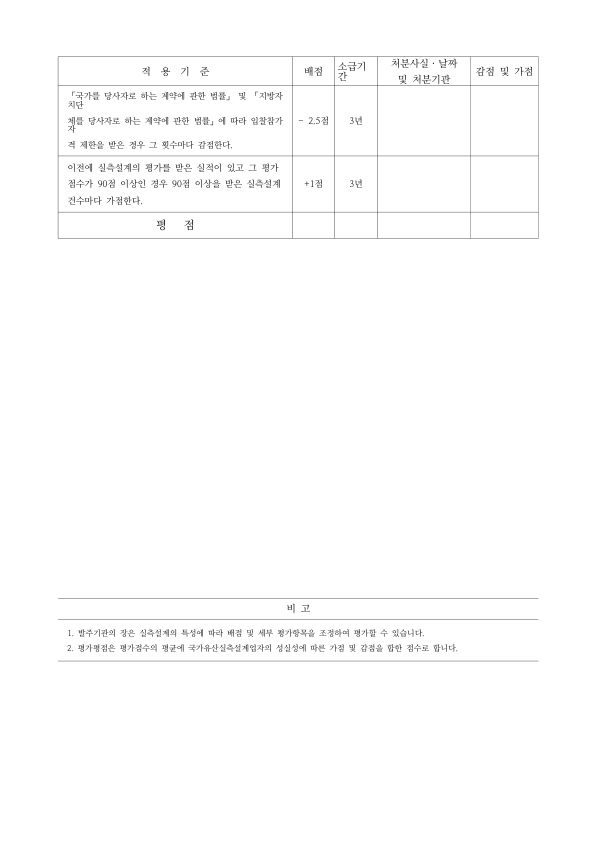 적 용 기 준
배점
소급기간
처분사실 · 날짜 및 처분기관
감점 및 가점
「국가를 당사자로 하는 계약에 관한 법률」 및 「지방자치단
체를 당사자로 하는 계약에 관한 법률」에 따라 입찰참가자
격 제한을 받은 경우 그 횟수마다 감점한다.
- 2.5점
3년
이전에 실측설계의 평가를 받은 실적이 있고 그 평가
점수가 90점 이상인 경우 90점 이상을 받은 실측설계
건수마다 가점한다.
+1점
3년
평 점
비 고
1. 발주기관의 장은 실측설계의 특성에 따라 배점 및 세부 평가항목을 조정하여 평가할 수 있습니다.
2. 평가평점은 평가점수의 평균에 국가유산실측설계업자의 성실성에 따른 가점 및 감점을 합한 점수로 합니다.